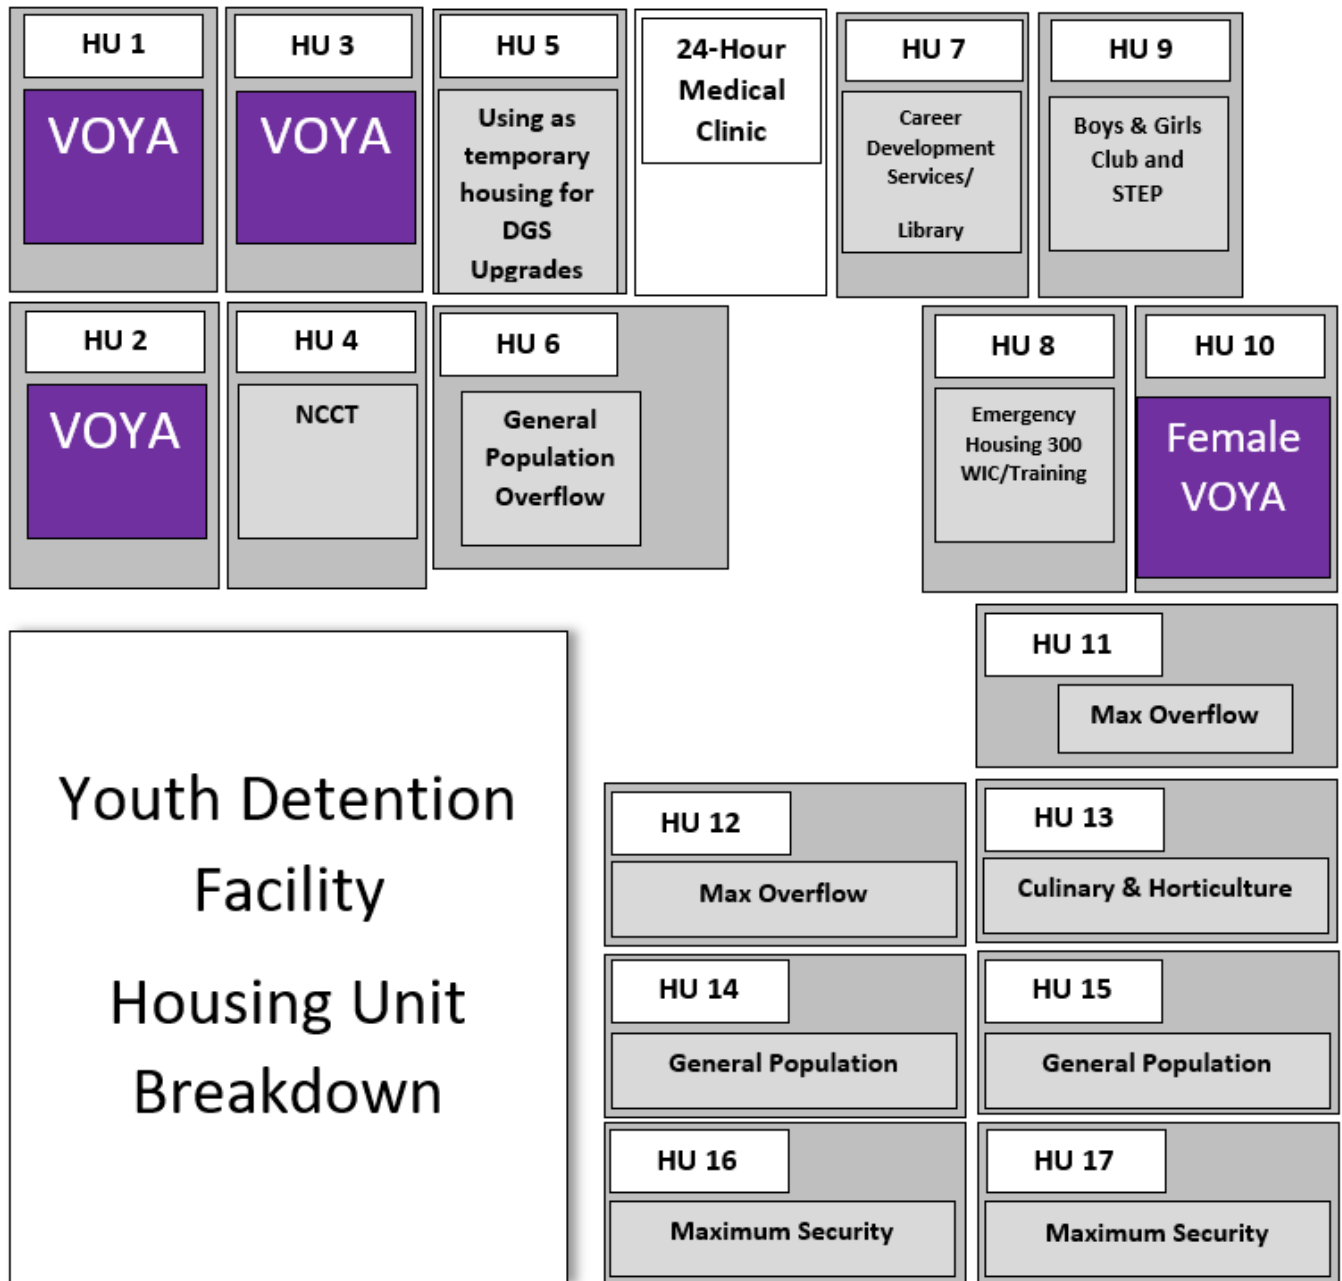 HU 1
VOYA
HU 3
VOYA
HU 5
Using as
temporary
housing for
DGS
Upgrades
24-Hour
Medical
Clinic
HU 7
Career
Development
Services/
Library
HU 9
Boys & Girls
Club and
STEP
HU 2
VOYA
HU 4
NCCT
HU 6
General
Population
Overflow
HU 8
Emergency
Housing 300
WIC/Training
HU 10
Female
VOYA
HU 11
Max Overflow
Youth Detention
Facility
Housing Unit
Breakdown
HU 12
Max Overflow
HU 13
Culinary & Horticulture
HU 14
General Population
HU 15
General Population
HU 16
Maximum Security
HU 17
Maximum Security